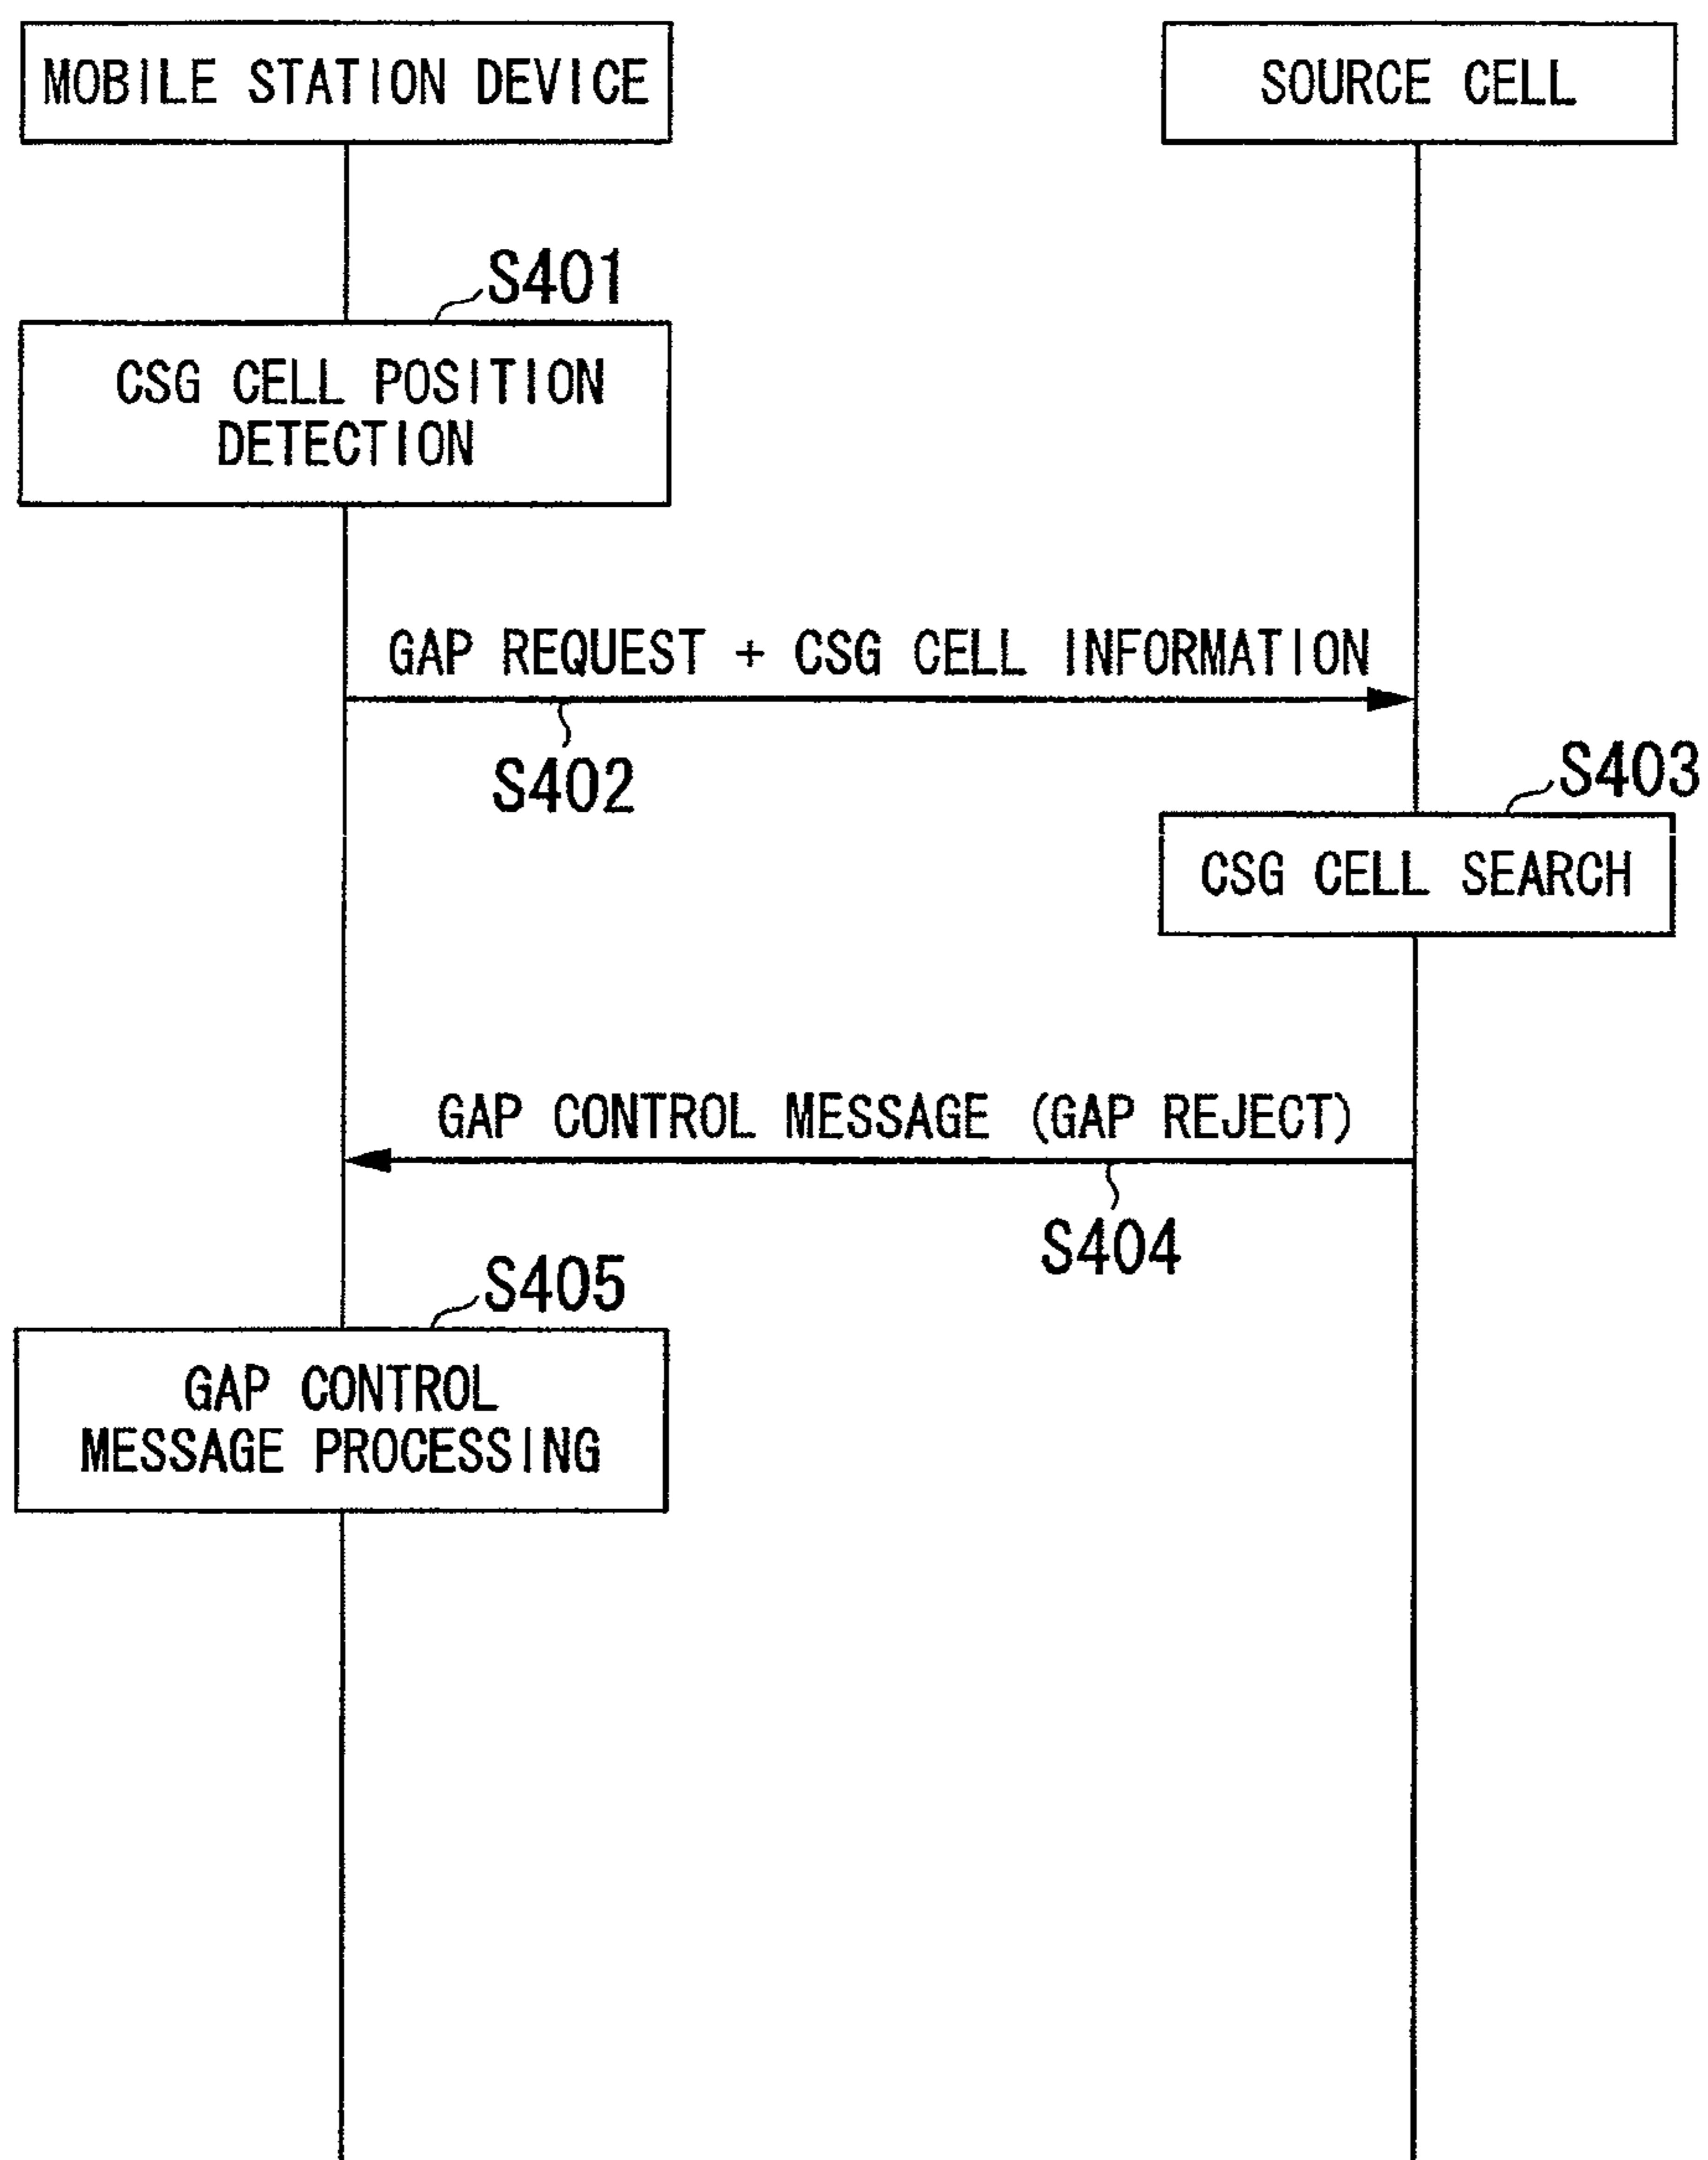 MOBILE STATION DEVICE
SOURCE CELL
S401
CSG CELL POSITION
DETECTION
GAP REQUEST + CSG CELL INFORMATION
S402
S403
CSG CELL SEARCH
GAP CONTROL MESSAGE (GAP REJECT)
S404
S405
GAP CONTROL
MESSAGE PROCESSING